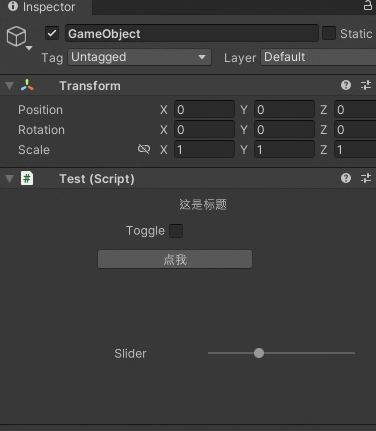 Inspector
GameObject
Static
Tag Untagged Layer Default
Transform
Position X 0 Y 0 Z 0
Rotation X 0 Y 0 Z 0
Scale X 1 Y 1 Z 1
# Test (Script)
这是标题
Toggle
点我
Slider